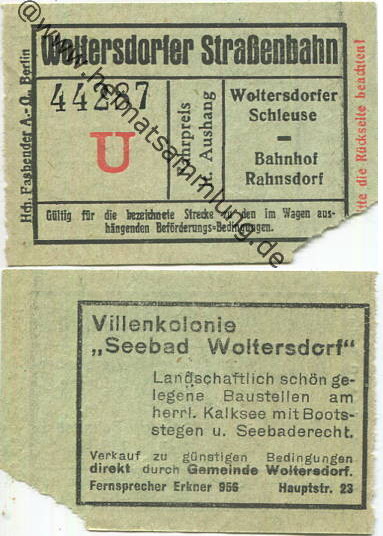 Woltersdorfer Straßenbahn
44287
U
Fahrpreis
lt. Aushang
Woltersdorfer
Schleuse
–
Bahnhof
Rahnsdorf
Gültig für die bezeichnete Strecke zu den im Wagen aus-
hängenden Beförderungs-Bedingungen.
Hch. Fasbender A.-G., Berlin
die Rückseite beachten!
@www.heimatsammlung.de
Villenkolonie
„Seebad Woltersdorf"
Landschaftlich schön ge-
legene Baustellen am
herrl. Kalksee mit Boots-
stegen u. Seebaderecht.
Verkauf zu günstigen Bedingungen
direkt durch Gemeinde Woltersdorf.
Fernsprecher Erkner 956 Hauptstr. 23